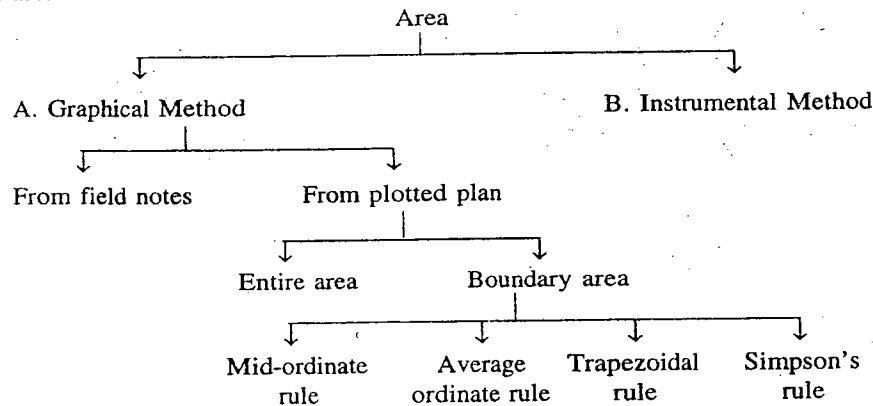 Area
A. Graphical Method
B. Instrumental Method
From field notes
From plotted plan
Entire area
Boundary area
Mid-ordinate
rule
Average
ordinate rule
Trapezoidal
rule
Simpson's
rule